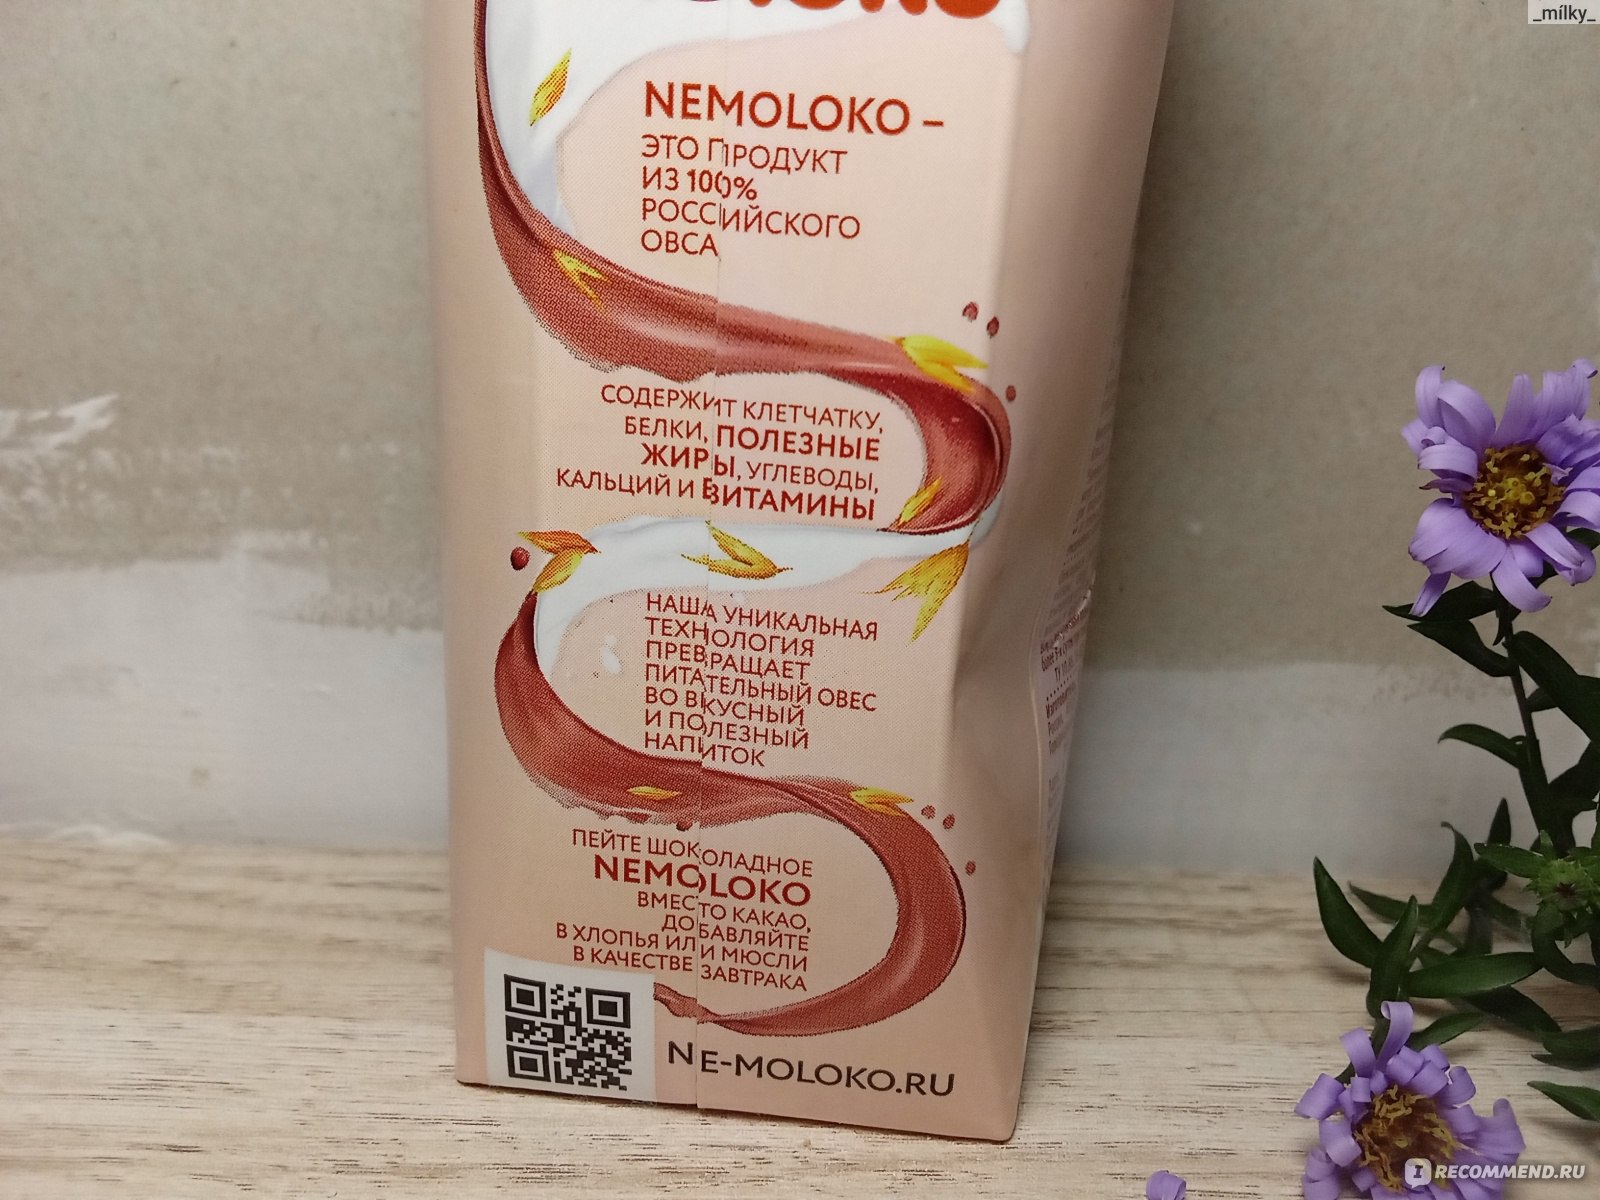 _milky_
NEMOLOKO –
ЭТО ПРОДУКТ
ИЗ 100%
РОССИЙСКОГО
ОВСА
СОДЕРЖИТ КЛЕТЧАТКУ,
БЕЛКИ, ПОЛЕЗНЫЕ
ЖИРЫ, УГЛЕВОДЫ,
КАЛЬЦИЙ И ВИТАМИНЫ
НАША УНИКАЛЬНАЯ
ТЕХНОЛОГИЯ
ПРЕВРАЩАЕТ
ПИТАТЕЛЬНЫЙ ОВЕС
ВО ВКУСНЫЙ
И ПОЛЕЗНЫЙ
НАПИТОК
ПЕЙТЕ ШОКОЛАДНОЕ
NEMOLOKO
ВМЕСТО КАКАО,
ДОБАВЛЯЙТЕ
В ХЛОПЬЯ ИЛИ МЮСЛИ
В КАЧЕСТВЕ ЗАВТРАКА
NE-MOLOKO.RU
IRECOMMEND.RU